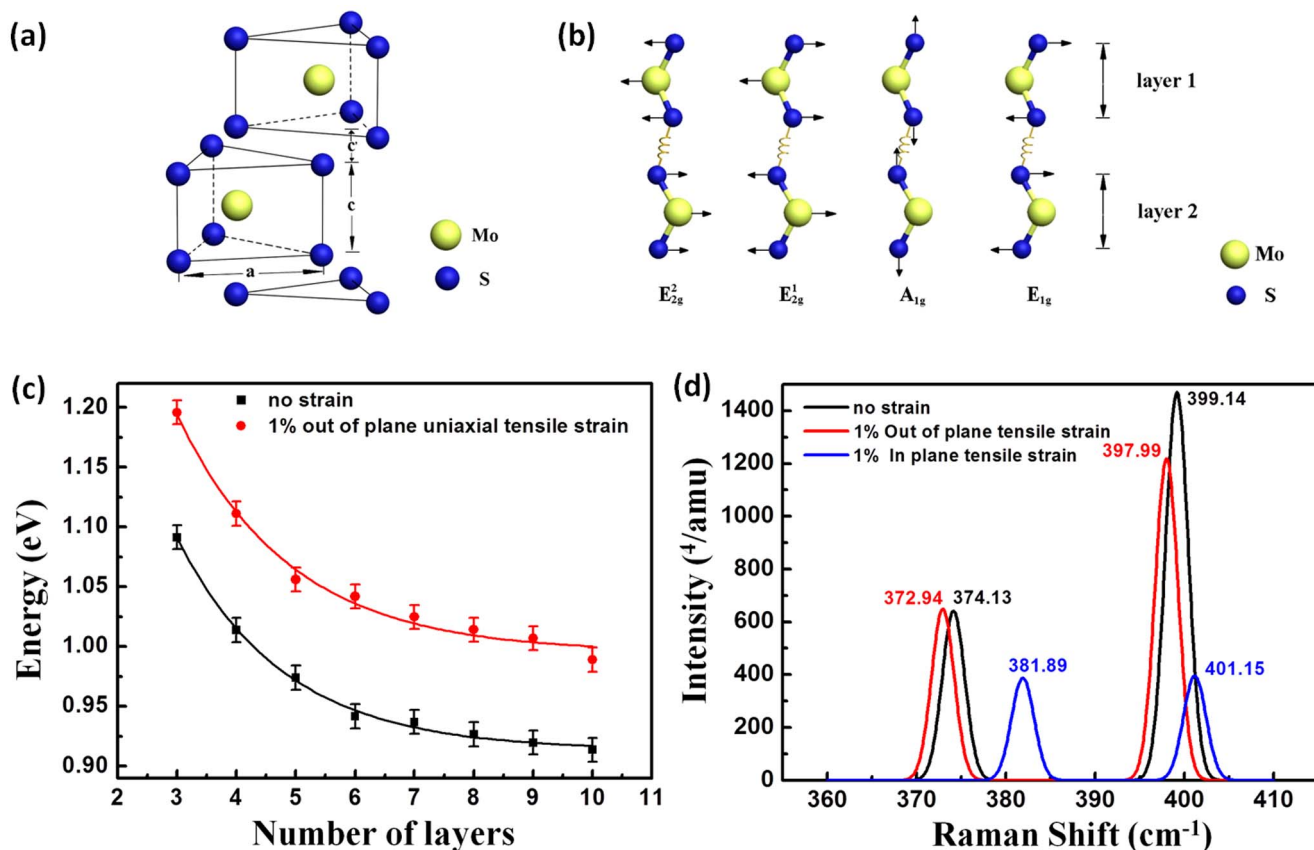 (a)
c'
c
a
Mo
S
(b)
layer 1
layer 2
Mo
S
E²₂g
E¹₂g
A₁g
E₁g
(c)
no strain
1% out of plane uniaxial tensile strain
1.20
1.15
1.10
1.05
1.00
0.95
0.90
Energy (eV)
2 3 4 5 6 7 8 9 10 11
Number of layers
(d)
no strain
1% Out of plane tensile strain
1% In plane tensile strain
399.14
397.99
372.94
374.13
381.89
401.15
1400
1200
1000
800
600
400
200
0
Intensity (⁴/amu)
360 370 380 390 400 410
Raman Shift (cm⁻¹)